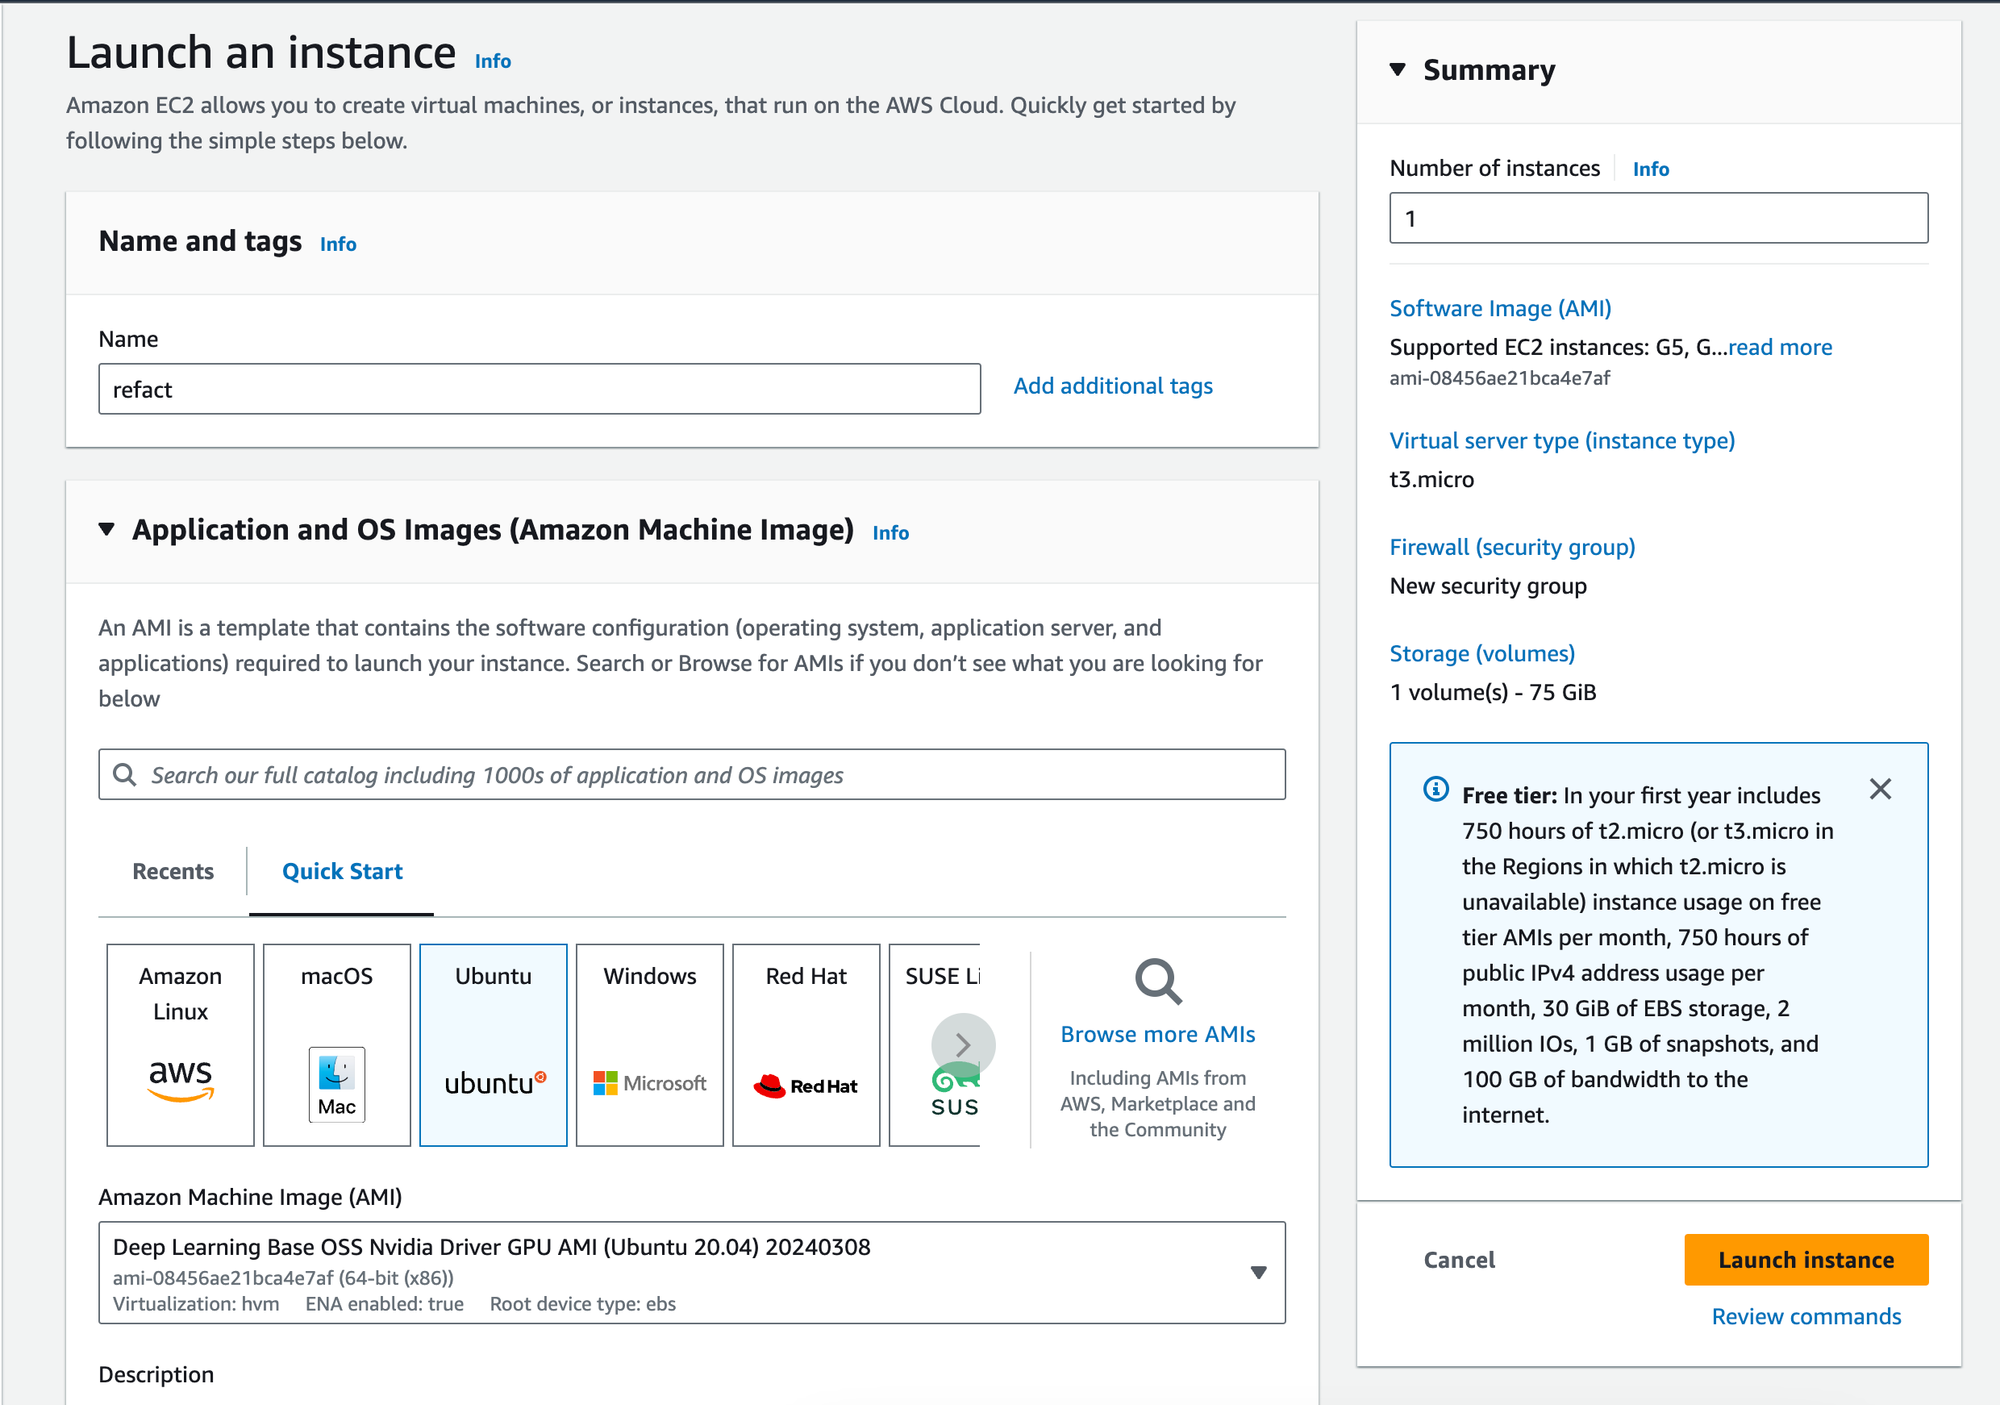 Launch an instance Info
Amazon EC2 allows you to create virtual machines, or instances, that run on the AWS Cloud. Quickly get started by
following the simple steps below.
Name and tags Info
Name
refact
Add additional tags
Application and OS Images (Amazon Machine Image) Info
An AMI is a template that contains the software configuration (operating system, application server, and
applications) required to launch your instance. Search or Browse for AMIs if you don’t see what you are looking for
below
Search our full catalog including 1000s of application and OS images
Recents
Quick Start
Amazon
Linux
aws
macOS
Mac
Ubuntu
ubuntu
Windows
Microsoft
Red Hat
Red Hat
SUSE Li
SUS
Browse more AMIs
Including AMIs from
AWS, Marketplace and
the Community
Amazon Machine Image (AMI)
Deep Learning Base OSS Nvidia Driver GPU AMI (Ubuntu 20.04) 20240308
ami-08456ae21bca4e7af (64-bit (x86))
Virtualization: hvm ENA enabled: true Root device type: ebs
Description
Summary
Number of instances Info
1
Software Image (AMI)
Supported EC2 instances: G5, G...read more
ami-08456ae21bca4e7af
Virtual server type (instance type)
t3.micro
Firewall (security group)
New security group
Storage (volumes)
1 volume(s) - 75 GiB
Free tier: In your first year includes
750 hours of t2.micro (or t3.micro in
the Regions in which t2.micro is
unavailable) instance usage on free
tier AMIs per month, 750 hours of
public IPv4 address usage per
month, 30 GiB of EBS storage, 2
million IOs, 1 GB of snapshots, and
100 GB of bandwidth to the
internet.
Cancel
Launch instance
Review commands